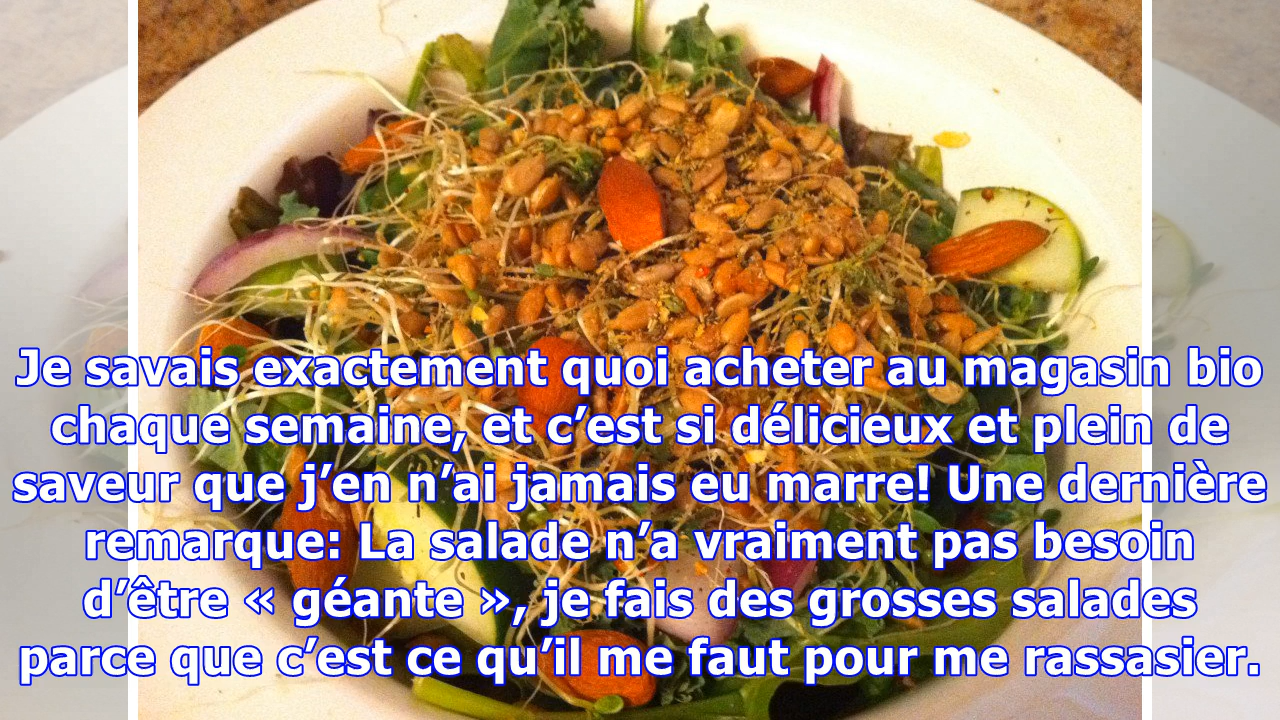 Je savais exactement quoi acheter au magasin bio
chaque semaine, et c’est si délicieux et plein de
saveur que j’en n’ai jamais eu marre! Une dernière
remarque: La salade n’a vraiment pas besoin
d’être « géante », je fais des grosses salades
parce que c’est ce qu’il me faut pour me rassasier.